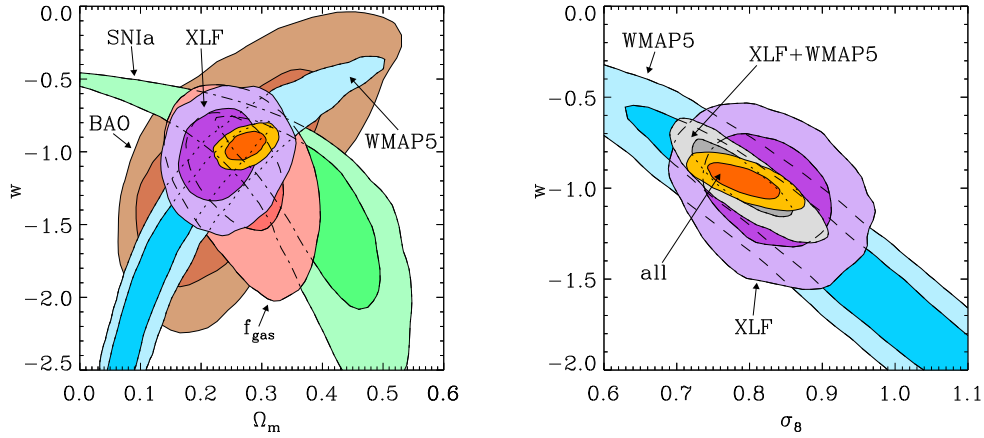 0.0
−0.5
−1.0
−1.5
−2.0
−2.5
w
0.0 0.1 0.2 0.3 0.4 0.5 0.6
Ω_m
SNIa
XLF
BAO
WMAP5
f_gas
0.0
−0.5
−1.0
−1.5
−2.0
w
0.6 0.7 0.8 0.9 1.0 1.1
σ_8
WMAP5
XLF+WMAP5
all
XLF